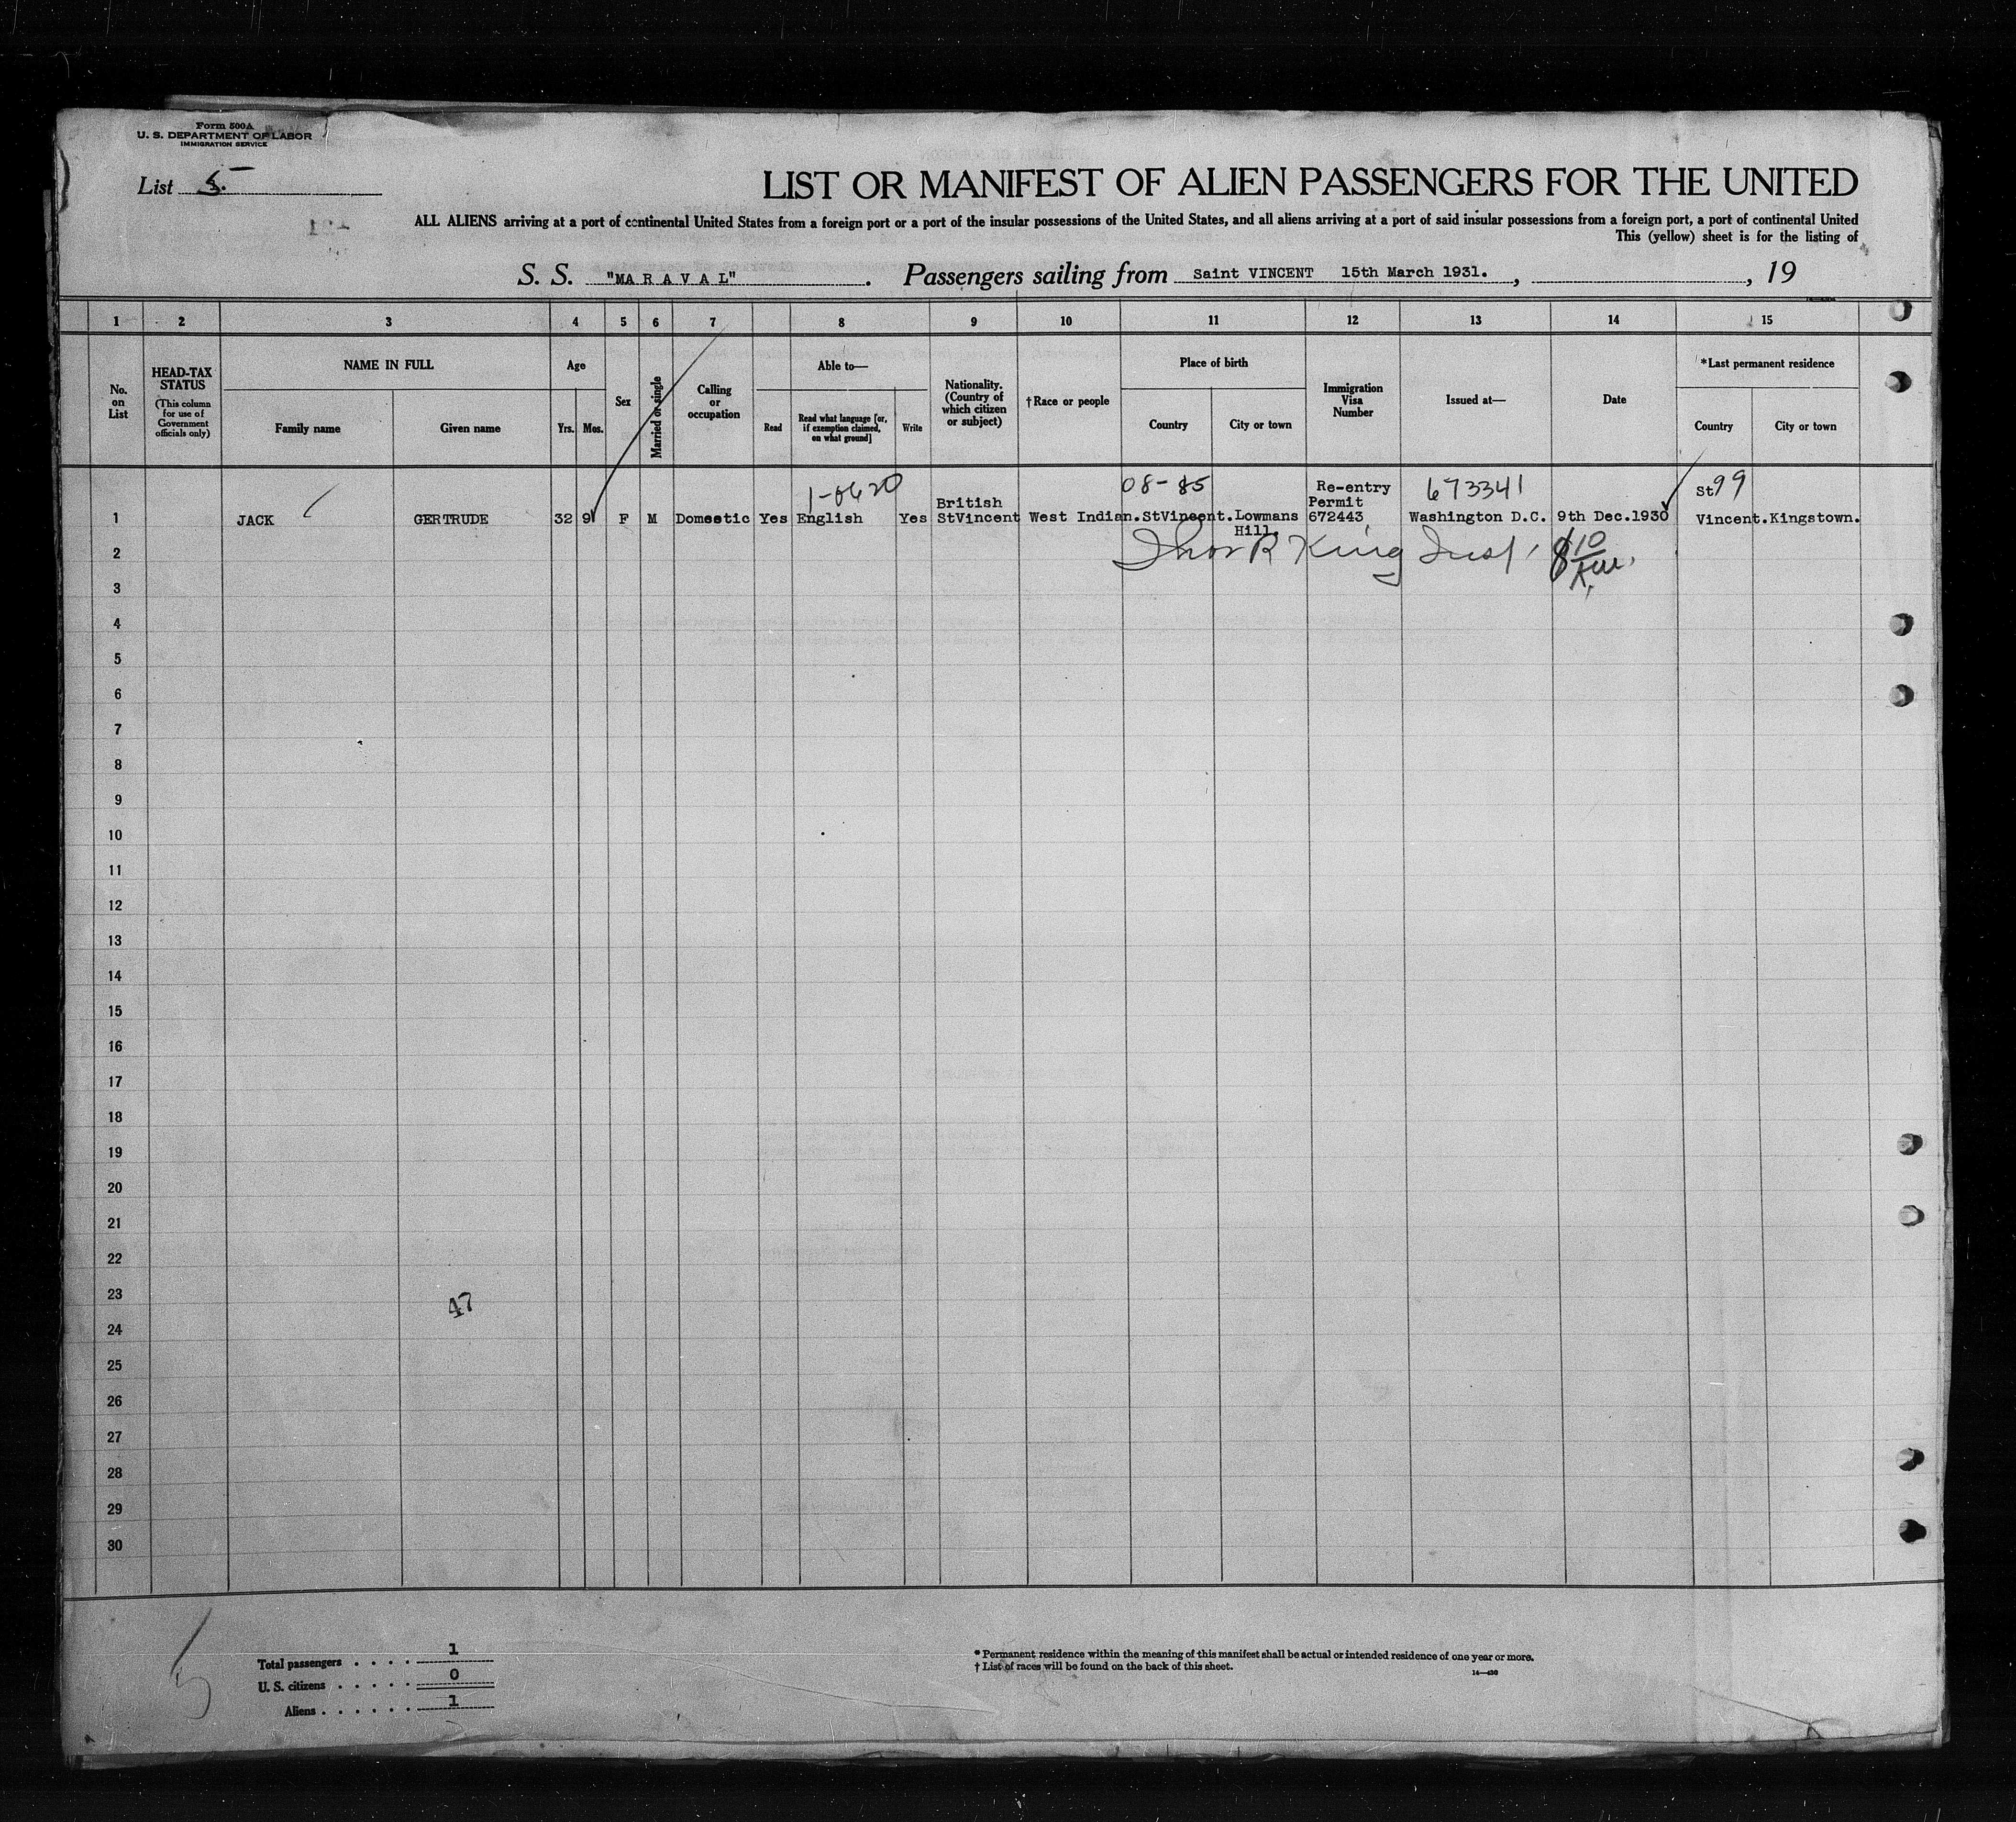 Form 500A
U. S. DEPARTMENT OF LABOR
IMMIGRATION SERVICE
List 5.
LIST OR MANIFEST OF ALIEN PASSENGERS FOR THE UNITED
ALL ALIENS arriving at a port of continental United States from a foreign port or a port of the insular possessions of the United States, and all aliens arriving at a port of said insular possessions from a foreign port, a port of continental United
This (yellow) sheet is for the listing of
S. S. "MARAVAL". Passengers sailing from Saint VINCENT 15th March 1931. , , 19
1 2 3 4 5 6 7 8 9 10 11 12 13 14 15
No. on List
HEAD-TAX STATUS
(This column for use of Government officials only)
NAME IN FULL
Family name
Given name
Age
Yrs.
Mos.
Sex
Married or single
Calling or occupation
Able to—
Read
Read what language [or, if exemption claimed, on what ground]
Write
Nationality. (Country of which citizen or subject)
†Race or people
Place of birth
Country
City or town
Immigration Visa Number
Issued at—
Date
*Last permanent residence
Country
City or town
08-85
Re-entry
673341
St 99
British
Permit
1 JACK GERTRUDE 32 9 F M Domestic Yes English Yes StVincent West Indian. StVincent. Lowmans 672443 Washington D.C. 9th Dec.1930 Vincent. Kingstown.
Hill.
2
King Insp
$10
3
4
5
6
7
8
9
10
11
12
13
14
15
16
17
18
19
20
21
22
23
47
24
25
26
27
28
29
30
5
Total passengers . . . . 1
U. S. citizens . . . . . 0
Aliens . . . . . . 1
* Permanent residence within the meaning of this manifest shall be actual or intended residence of one year or more.
† List of races will be found on the back of this sheet.
14—430